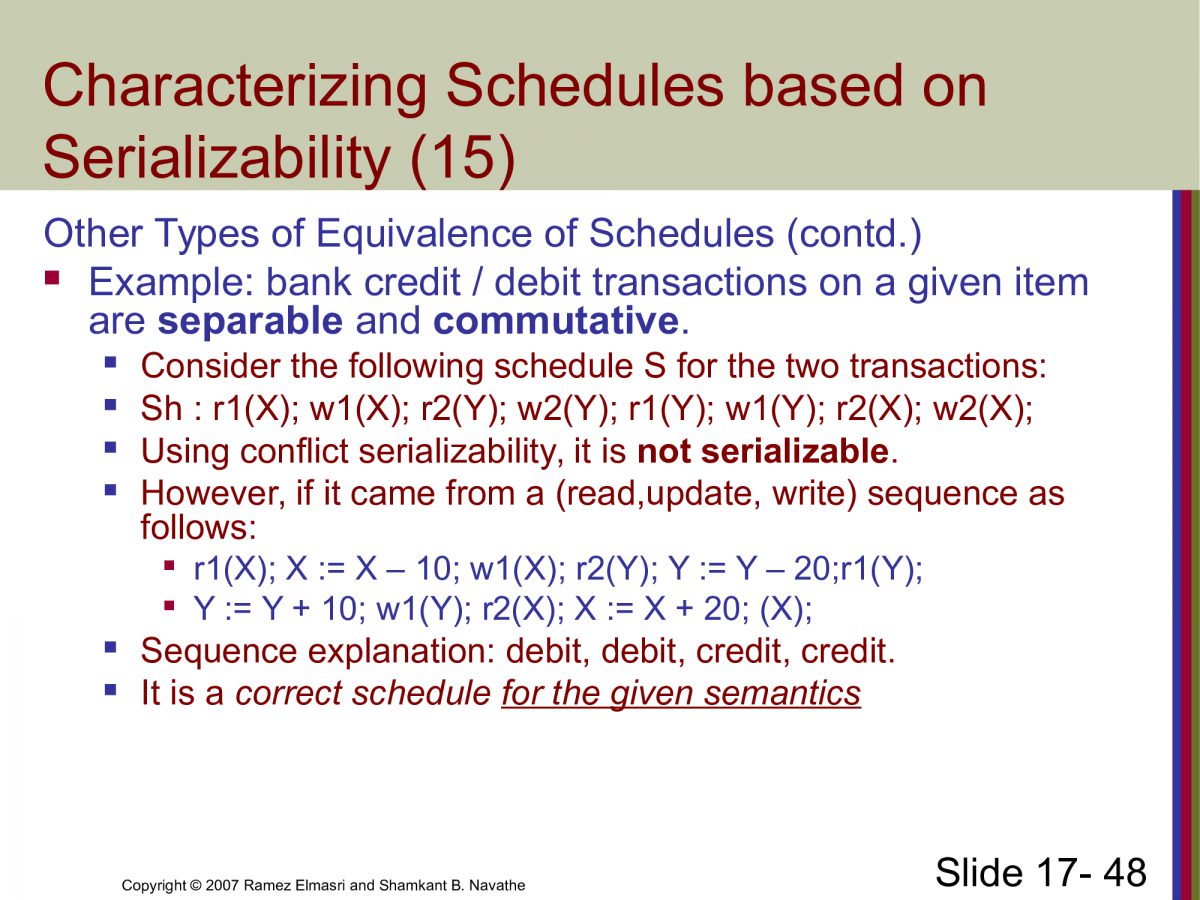 Characterizing Schedules based on
Serializability (15)
Other Types of Equivalence of Schedules (contd.)
Example: bank credit / debit transactions on a given item
are separable and commutative.
Consider the following schedule S for the two transactions:
Sh : r1(X); w1(X); r2(Y); w2(Y); r1(Y); w1(Y); r2(X); w2(X);
Using conflict serializability, it is not serializable.
However, if it came from a (read,update, write) sequence as
follows:
r1(X); X := X – 10; w1(X); r2(Y); Y := Y – 20;r1(Y);
Y := Y + 10; w1(Y); r2(X); X := X + 20; (X);
Sequence explanation: debit, debit, credit, credit.
It is a correct schedule for the given semantics
Copyright © 2007 Ramez Elmasri and Shamkant B. Navathe
Slide 17- 48